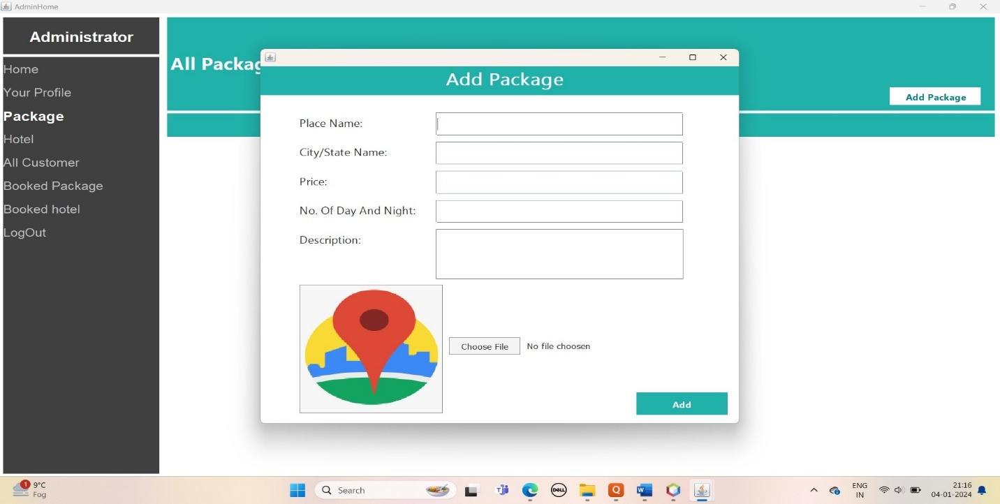 AdminHome
Administrator
Home
Your Profile
Package
Hotel
All Customer
Booked Package
Booked hotel
LogOut
All
Add Package
Add Package
Place Name:
City/State Name:
Price:
No. Of Day And Night:
Description:
Choose File No file choosen
Add
1
9°C
Fog
Search
DELL
Q
W
ENG
IN
21:16
04-01-2024